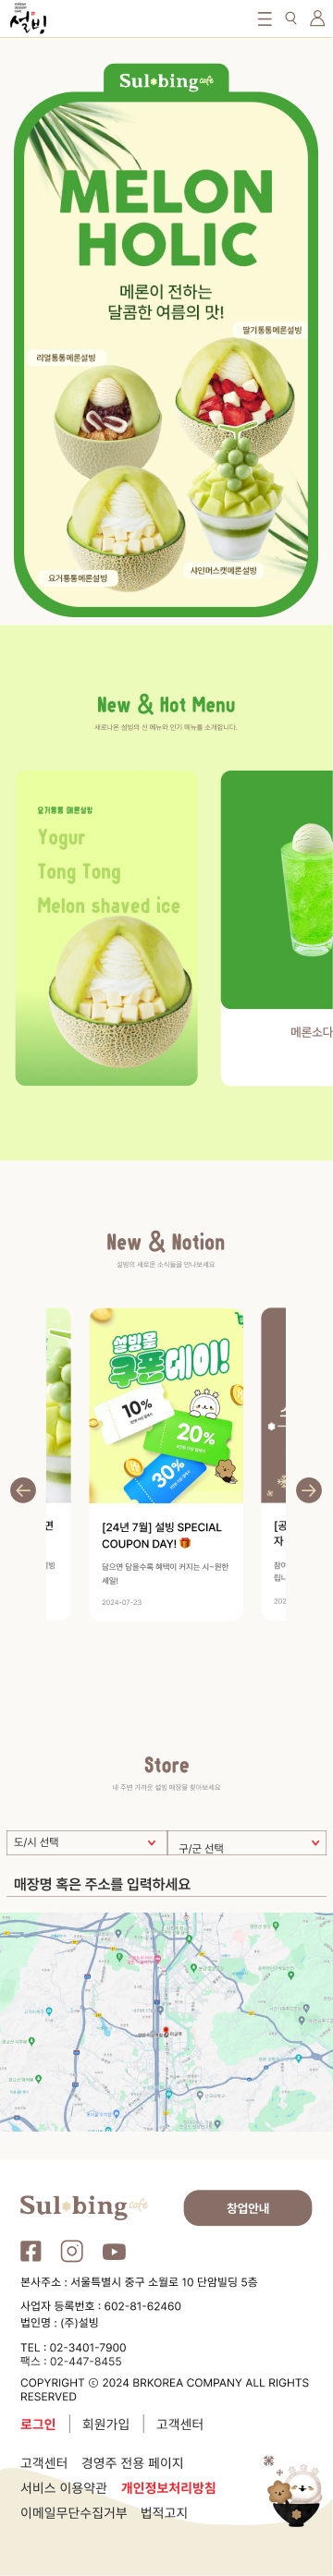 설빙
Sulbing cafe
MELON
HOLIC
메론이 전하는
달콤한 여름의 맛!
딸기통통메론설빙
리얼통통메론설빙
샤인머스캣메론설빙
요거통통메론설빙
New & Hot Menu
새로나온 설빙의 신 메뉴와 인기 메뉴를 소개합니다.
요거통통 메론설빙
Yogur
Tong Tong
Melon shaved ice
메론소다
New & Notion
설빙의 새로운 소식들을 만나보세요
설빙몰
쿠폰데이!
10%
20%
30%
[24년 7월] 설빙 SPECIAL
COUPON DAY! 🎁
담으면 담을수록 혜택이 커지는 시~원한
세일!
2024-07-23
면
설빙
[공
자
참여
립니
202
Store
내 주변 가까운 설빙 매장을 찾아보세요
도/시 선택
구/군 선택
매장명 혹은 주소를 입력하세요
Sulbing cafe
창업안내
본사주소 : 서울특별시 중구 소월로 10 단암빌딩 5층
사업자 등록번호 : 602-81-62460
법인명 : (주)설빙
TEL : 02-3401-7900
팩스 : 02-447-8455
COPYRIGHT ⓒ 2024 BRKOREA COMPANY ALL RIGHTS
RESERVED
로그인 회원가입 고객센터
고객센터 경영주 전용 페이지
서비스 이용약관 개인정보처리방침
이메일무단수집거부 법적고지